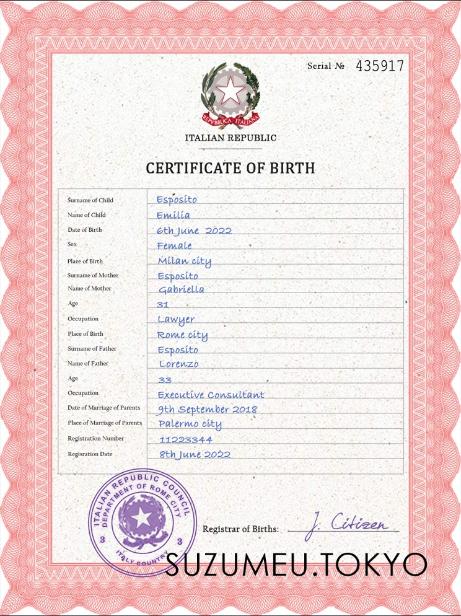 Serial № 435917
REPUBBLICA ITALIANA
ITALIAN REPUBLIC
CERTIFICATE OF BIRTH
Surname of Child Esposito
Name of Child Emilia
Date of Birth 6th June 2022
Sex Female
Place of Birth Milan city
Surname of Mother Esposito
Name of Mother Gabriella
Age 31
Occupation Lawyer
Place of Birth Rome city
Surname of Father Esposito
Name of Father Lorenzo
Age 33
Occupation Executive Consultant
Date of Marriage of Parents 9th September 2018
Place of Marriage of Parents Palermo city
Registration Number 11223344
Regisration Date 8th June 2022
ITALIAN REPUBLIC COUNCIL
DEPARTMENT OF ROME CITY
3 3
ITALY COUNTRY
Registrar of Births: J. Citizen
SUZUMEU.TOKYO